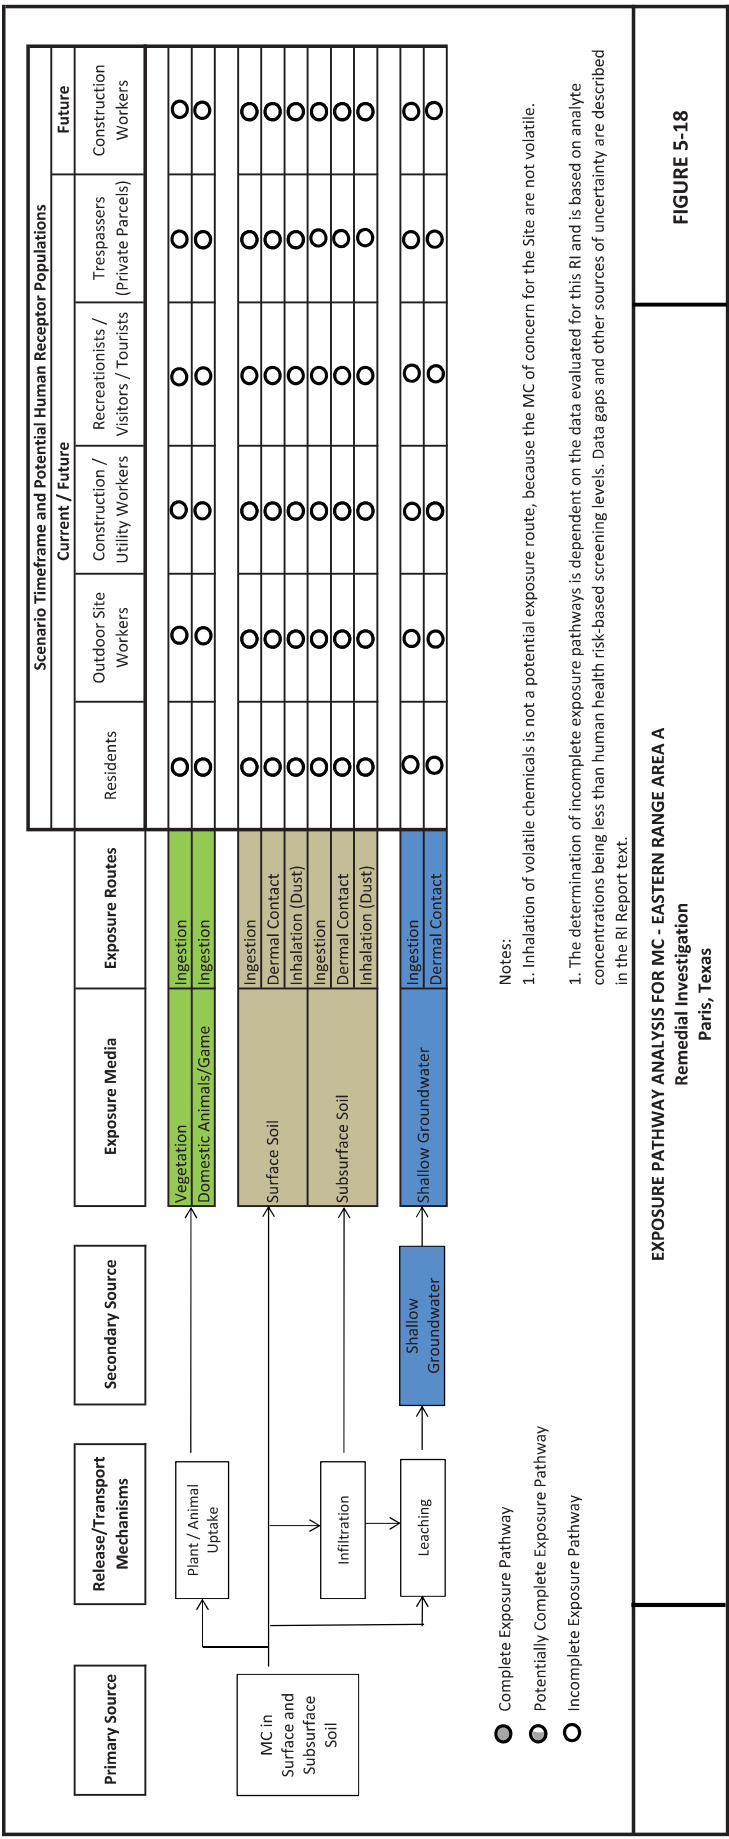 Scenario Timeframe and Potential Human Receptor Populations
Current / Future
Future
Primary Source
Release/Transport
Mechanisms
Secondary Source
Exposure Media
Exposure Routes
Residents
Outdoor Site
Workers
Construction /
Utility Workers
Recreationists /
Visitors / Tourists
Trespassers
(Private Parcels)
Construction
Workers
MC in
Surface and
Subsurface
Soil
Plant / Animal
Uptake
Infiltration
Leaching
Shallow
Groundwater
Vegetation
Ingestion
Domestic Animals/Game
Ingestion
Surface Soil
Ingestion
Dermal Contact
Inhalation (Dust)
Subsurface Soil
Ingestion
Dermal Contact
Inhalation (Dust)
Shallow Groundwater
Ingestion
Dermal Contact
Complete Exposure Pathway
Potentially Complete Exposure Pathway
Incomplete Exposure Pathway
Notes:
1. Inhalation of volatile chemicals is not a potential exposure route, because the MC of concern for the Site are not volatile.
1. The determination of incomplete exposure pathways is dependent on the data evaluated for this RI and is based on analyte
concentrations being less than human health risk-based screening levels. Data gaps and other sources of uncertainty are described
in the RI Report text.
EXPOSURE PATHWAY ANALYSIS FOR MC - EASTERN RANGE AREA A
Remedial Investigation
Paris, Texas
FIGURE 5-18